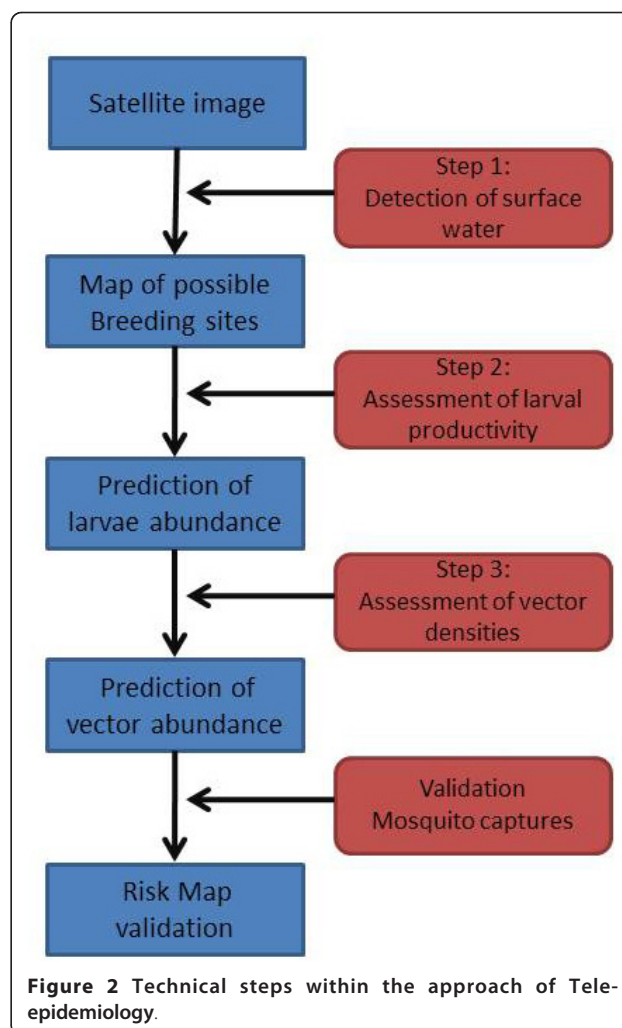 Satellite image
Step 1:
Detection of surface
water
Map of possible
Breeding sites
Step 2:
Assessment of larval
productivity
Prediction of
larvae abundance
Step 3:
Assessment of vector
densities
Prediction of
vector abundance
Validation
Mosquito captures
Risk Map
validation
Figure 2 Technical steps within the approach of Tele-
epidemiology.